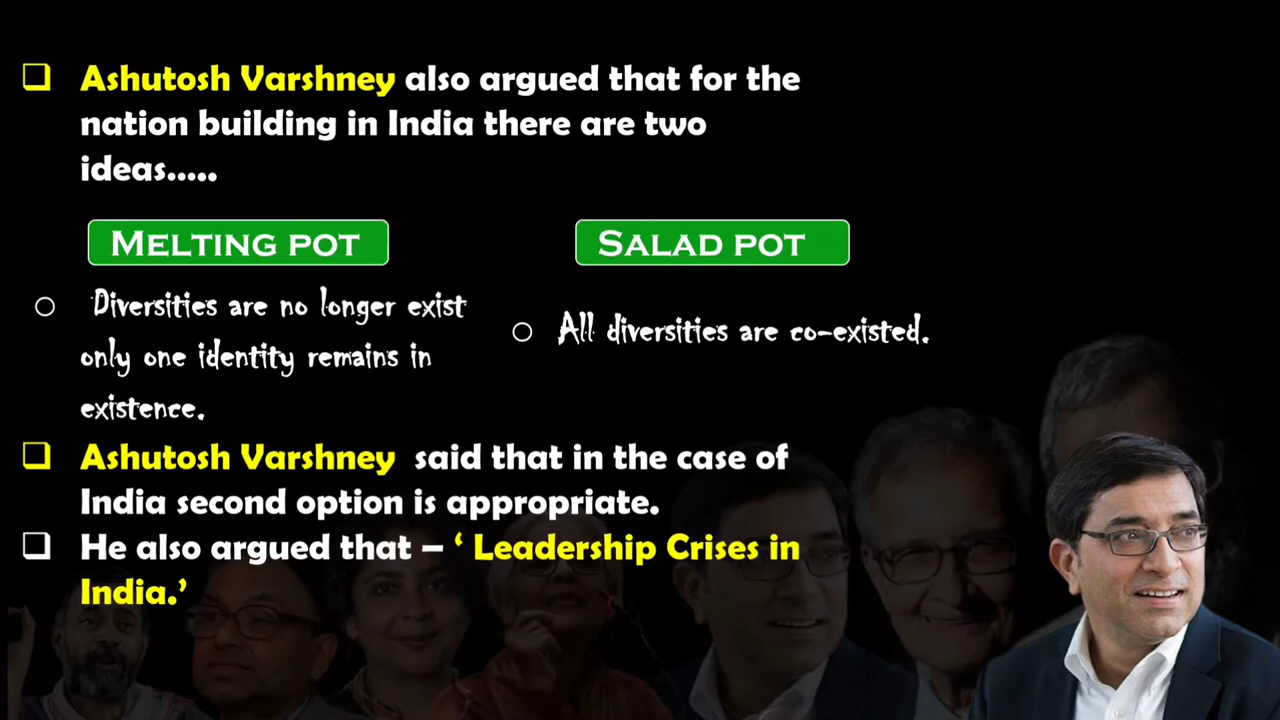 Ashutosh Varshney also argued that for the
nation building in India there are two
ideas.....
MELTING POT
SALAD POT
Diversities are no longer exist
only one identity remains in
existence.
All diversities are co-existed.
Ashutosh Varshney said that in the case of
India second option is appropriate.
He also argued that – ‘ Leadership Crises in
India.’